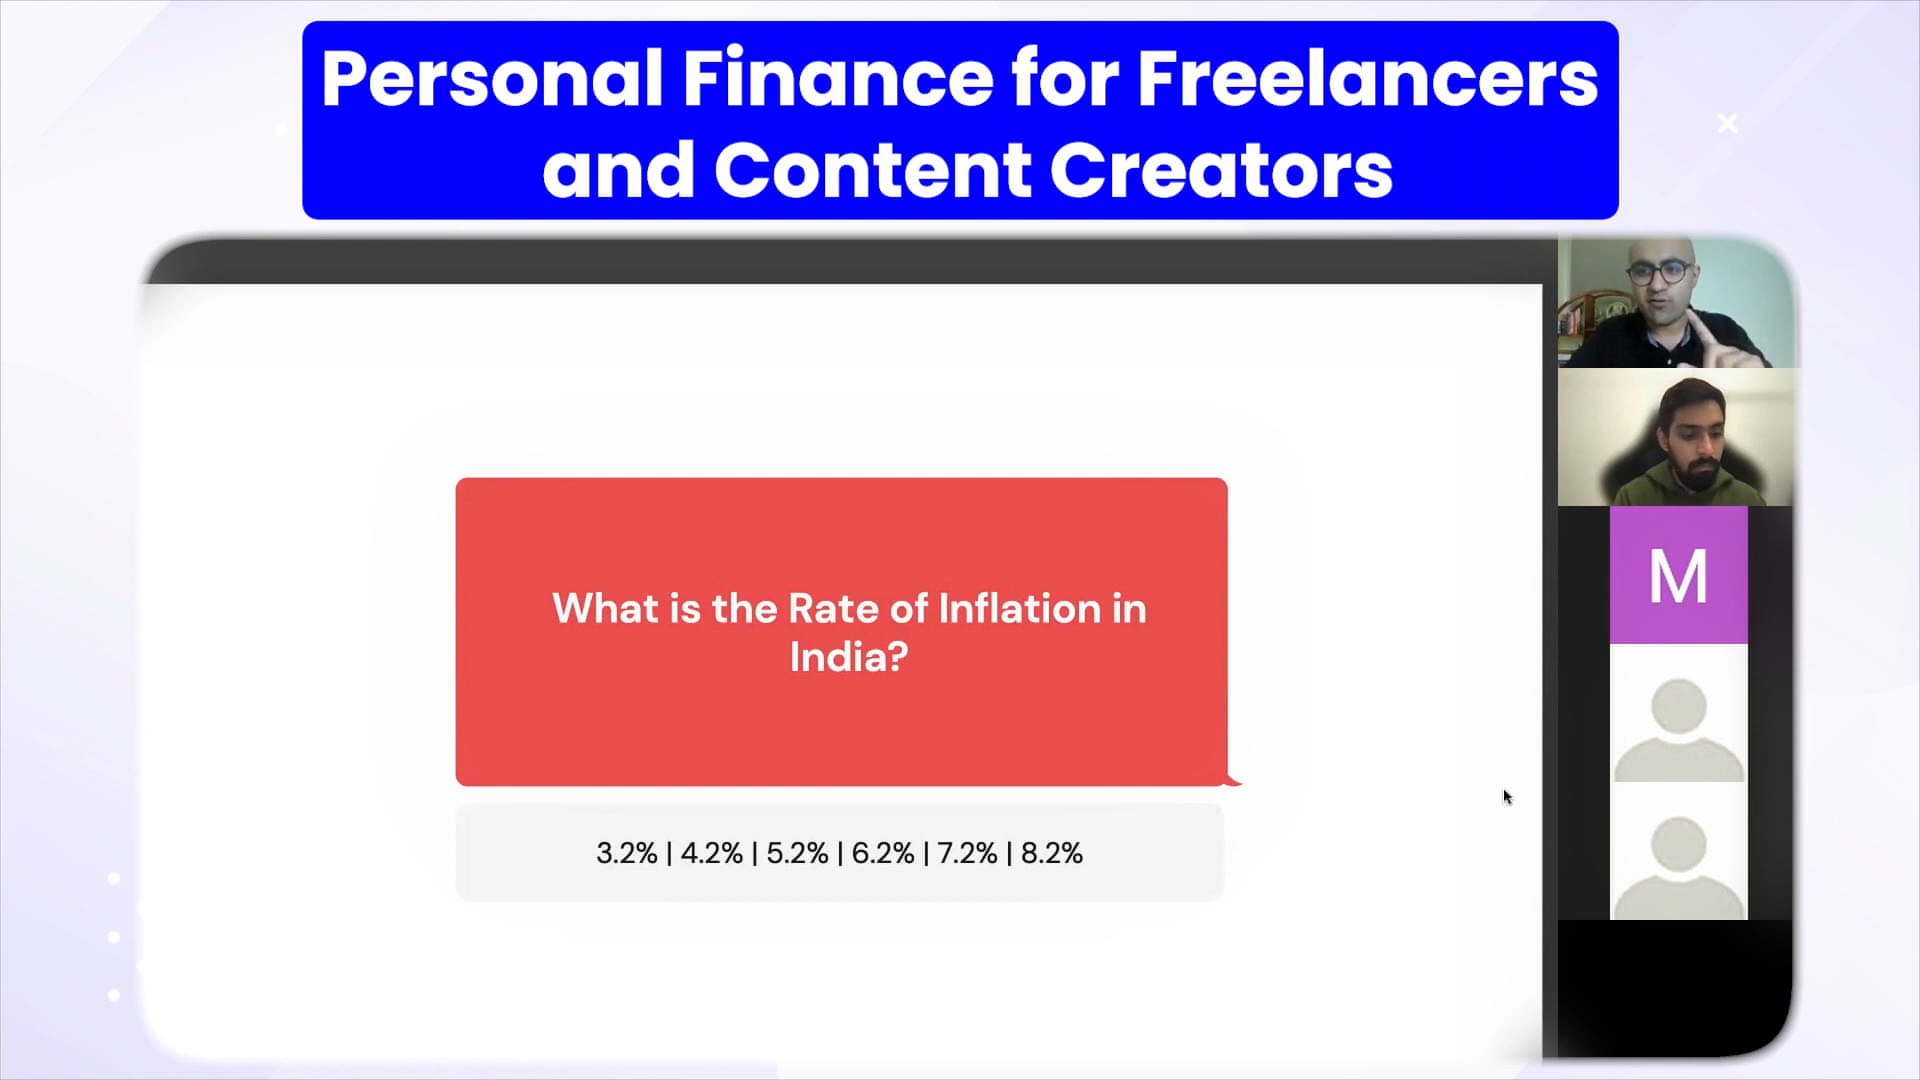 Personal Finance for Freelancers
and Content Creators
What is the Rate of Inflation in
India?
3.2% | 4.2% | 5.2% | 6.2% | 7.2% | 8.2%
M